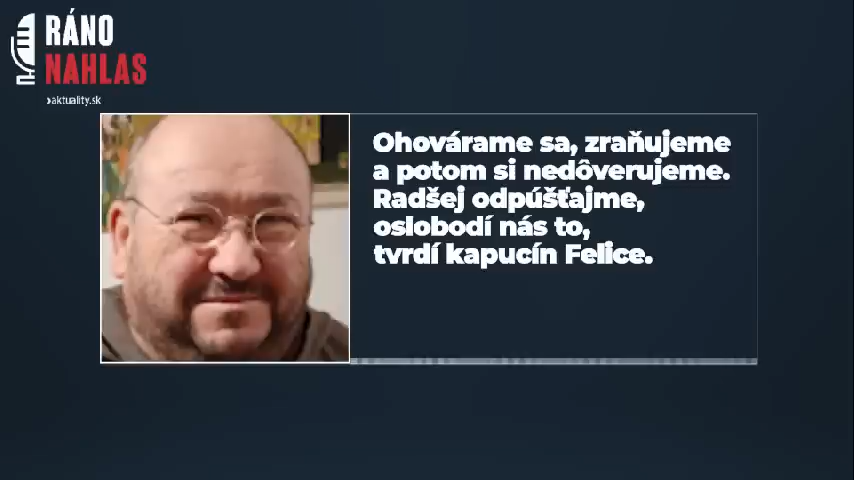 RÁNO
NAHLAS
aktuality.sk
Ohovárame sa, zraňujeme
a potom si nedôverujeme.
Radšej odpúšťajme,
oslobodí nás to,
tvrdí kapucín Felice.